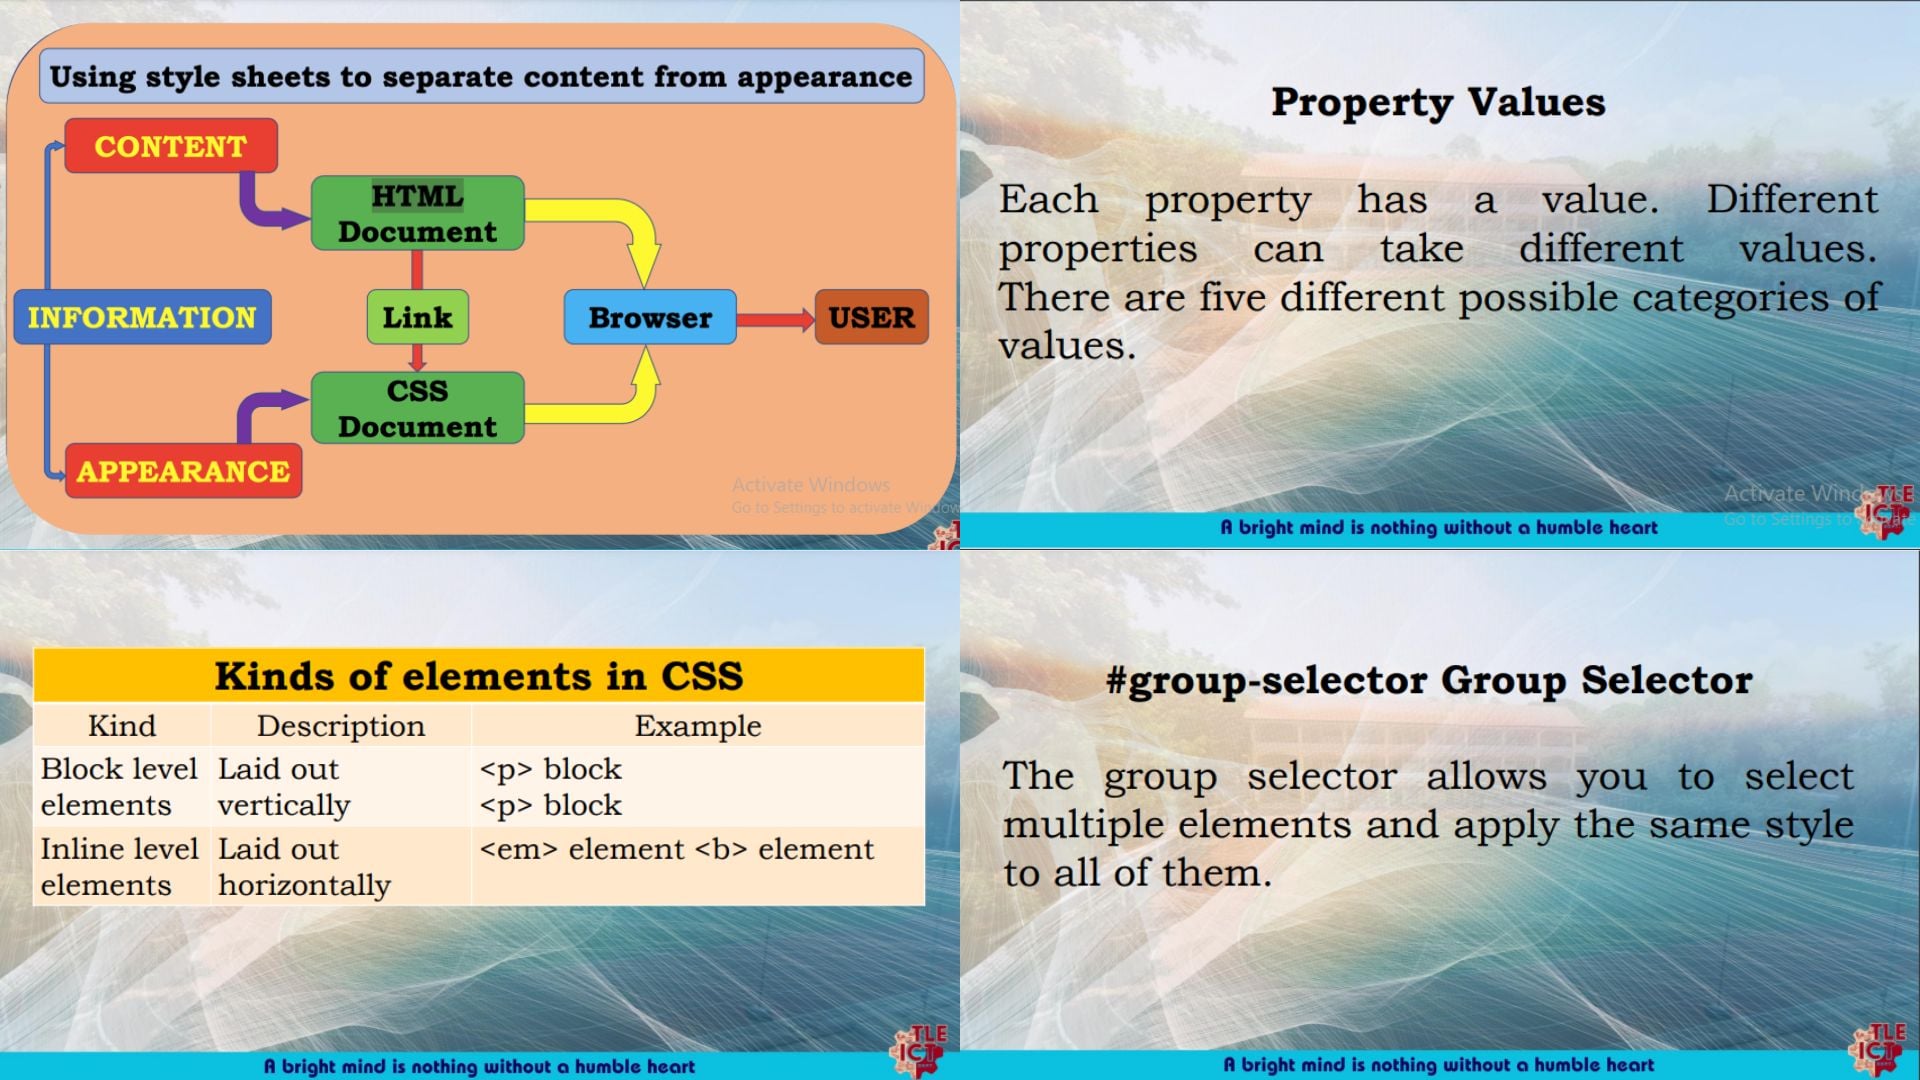 Using style sheets to separate content from appearance
CONTENT
HTML
Document
INFORMATION
Link
Browser
USER
CSS
Document
APPEARANCE
Activate Windows
Go to Settings to activate Window
Property Values
Each property has a value. Different
properties can take different values.
There are five different possible categories of
values.
Activate Windows
Go to Settings to activate
TLE
ICT
A bright mind is nothing without a humble heart
Kinds of elements in CSS
Kind Description Example
Block level Laid out <p> block
elements vertically <p> block
Inline level Laid out <em> element <b> element
elements horizontally
TLE
ICT
A bright mind is nothing without a humble heart
#group-selector Group Selector
The group selector allows you to select
multiple elements and apply the same style
to all of them.
TLE
ICT
A bright mind is nothing without a humble heart